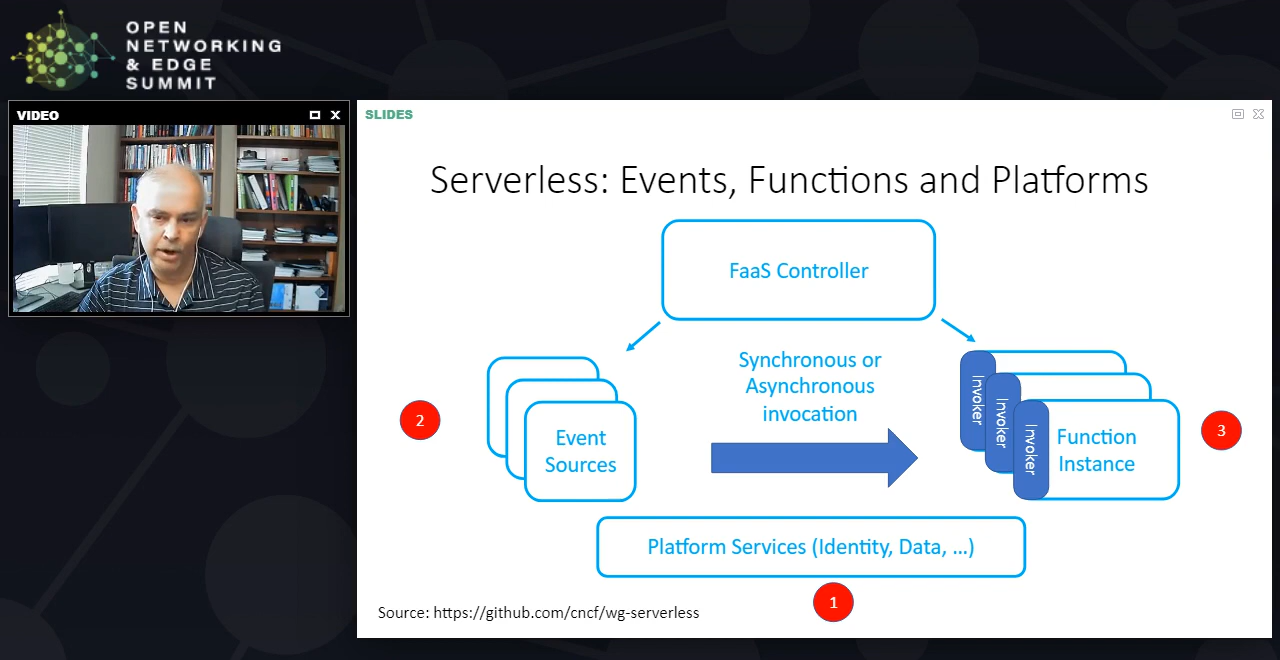 OPEN
NETWORKING
& EDGE
SUMMIT
VIDEO
SLIDES
Serverless: Events, Functions and Platforms
FaaS Controller
Synchronous or
Asynchronous
invocation
2
Event
Sources
Invoker
Invoker
Invoker
Function
Instance
3
Platform Services (Identity, Data, ...)
1
Source: https://github.com/cncf/wg-serverless